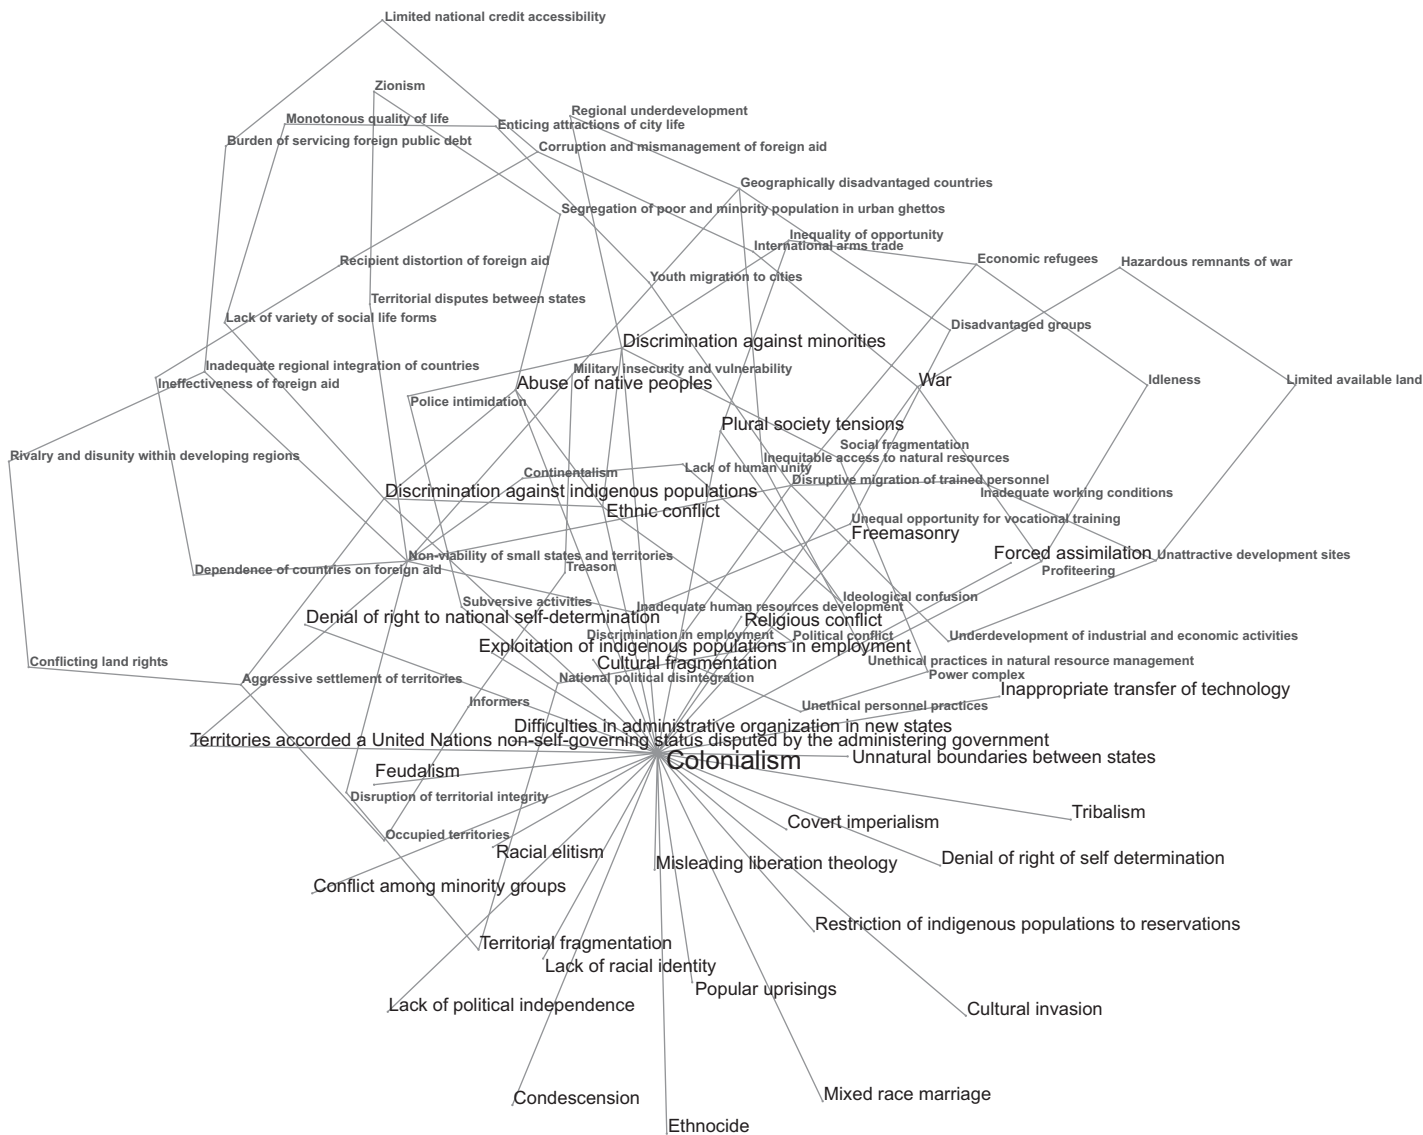 Limited national credit accessibility
Zionism
Regional underdevelopment
Monotonous quality of life
Enticing attractions of city life
Burden of servicing foreign public debt
Corruption and mismanagement of foreign aid
Geographically disadvantaged countries
Segregation of poor and minority population in urban ghettos
Inequality of opportunity
International arms trade
Recipient distortion of foreign aid
Economic refugees
Hazardous remnants of war
Youth migration to cities
Territorial disputes between states
Lack of variety of social life forms
Disadvantaged groups
Discrimination against minorities
Inadequate regional integration of countries
Military insecurity and vulnerability
Ineffectiveness of foreign aid
Abuse of native peoples
War
Idleness
Limited available land
Police intimidation
Plural society tensions
Social fragmentation
Rivalry and disunity within developing regions
Inequitable access to natural resources
Lack of human unity
Continentalism
Disruptive migration of trained personnel
Discrimination against indigenous populations
Inadequate working conditions
Ethnic conflict
Unequal opportunity for vocational training
Freemasonry
Non-viability of small states and territories
Forced assimilation
Unattractive development sites
Treason
Dependence of countries on foreign aid
Profiteering
Ideological confusion
Subversive activities
Inadequate human resources development
Denial of right to national self-determination
Religious conflict
Discrimination in employment
Political conflict
Underdevelopment of industrial and economic activities
Exploitation of indigenous populations in employment
Conflicting land rights
Cultural fragmentation
Unethical practices in natural resource management
Power complex
Aggressive settlement of territories
National political disintegration
Inappropriate transfer of technology
Informers
Unethical personnel practices
Difficulties in administrative organization in new states
Territories accorded a United Nations non-self-governing status disputed by the administering government
Colonialism
Unnatural boundaries between states
Feudalism
Disruption of territorial integrity
Tribalism
Covert imperialism
Occupied territories
Racial elitism
Misleading liberation theology
Denial of right of self determination
Conflict among minority groups
Restriction of indigenous populations to reservations
Territorial fragmentation
Lack of racial identity
Popular uprisings
Lack of political independence
Cultural invasion
Condescension
Mixed race marriage
Ethnocide